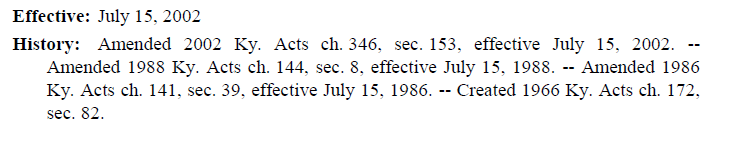 Effective: July 15, 2002
History: Amended 2002 Ky. Acts ch. 346, sec. 153, effective July 15, 2002. --
Amended 1988 Ky. Acts ch. 144, sec. 8, effective July 15, 1988. -- Amended 1986
Ky. Acts ch. 141, sec. 39, effective July 15, 1986. -- Created 1966 Ky. Acts ch. 172,
sec. 82.